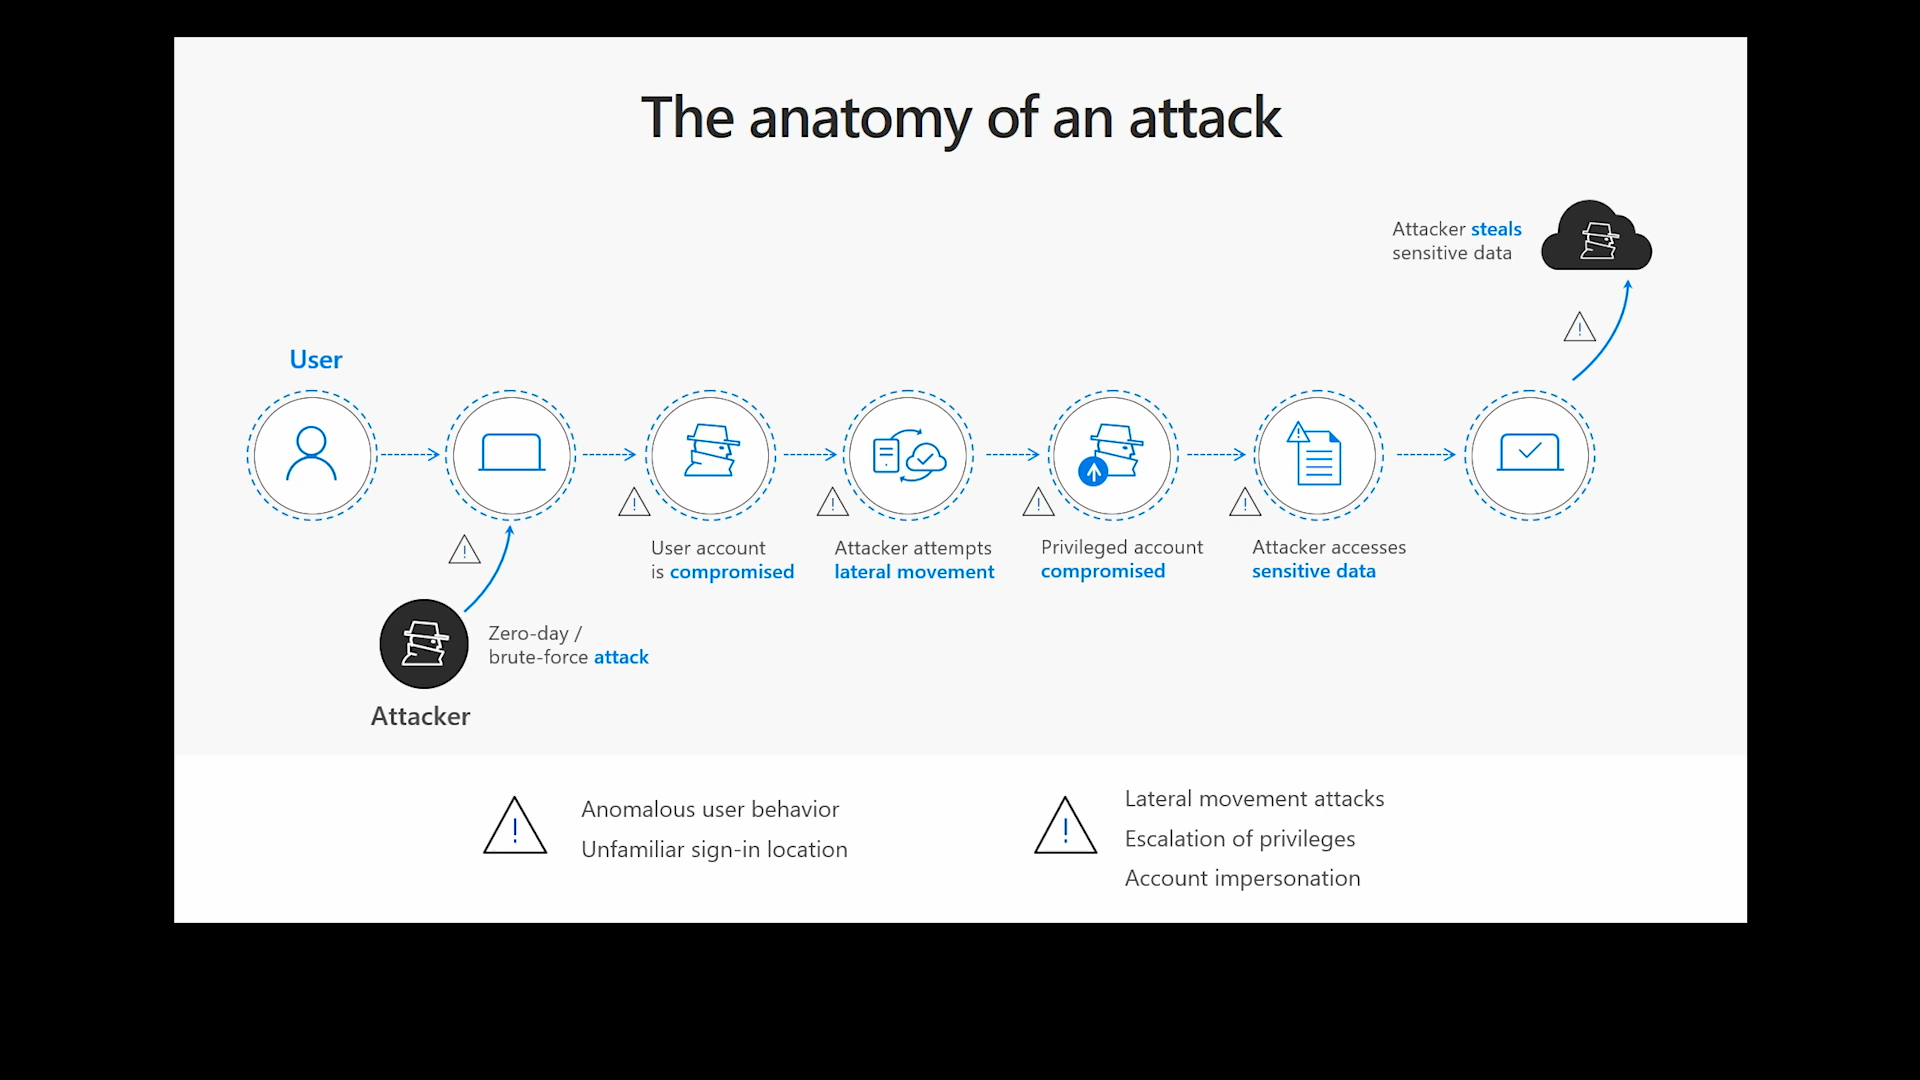 The anatomy of an attack
Attacker steals
sensitive data
User
User account
is compromised
Attacker attempts
lateral movement
Privileged account
compromised
Attacker accesses
sensitive data
Zero-day /
brute-force attack
Attacker
Anomalous user behavior
Unfamiliar sign-in location
Lateral movement attacks
Escalation of privileges
Account impersonation